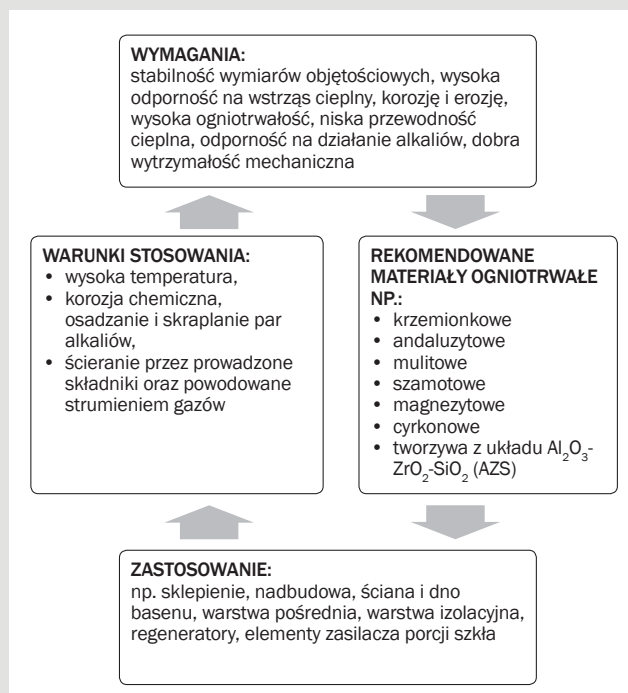 WYMAGANIA:
stabilność wymiarów objętościowych, wysoka
odporność na wstrząs cieplny, korozję i erozję,
wysoka ogniotrwałość, niska przewodność
cieplna, odporność na działanie alkaliów, dobra
wytrzymałość mechaniczna
WARUNKI STOSOWANIA:
• wysoka temperatura,
• korozja chemiczna,
osadzanie i skraplanie par
alkaliów,
• ścieranie przez prowadzone
składniki oraz powodowane
strumieniem gazów
REKOMENDOWANE
MATERIAŁY OGNIOTRWAŁE
NP.:
• krzemionkowe
• andaluzytowe
• mulitowe
• szamotowe
• magnezytowe
• cyrkonowe
• tworzywa z układu Al₂O₃-
ZrO₂-SiO₂ (AZS)
ZASTOSOWANIE:
np. sklepienie, nadbudowa, ściana i dno
basenu, warstwa pośrednia, warstwa izolacyjna,
regeneratory, elementy zasilacza porcji szkła